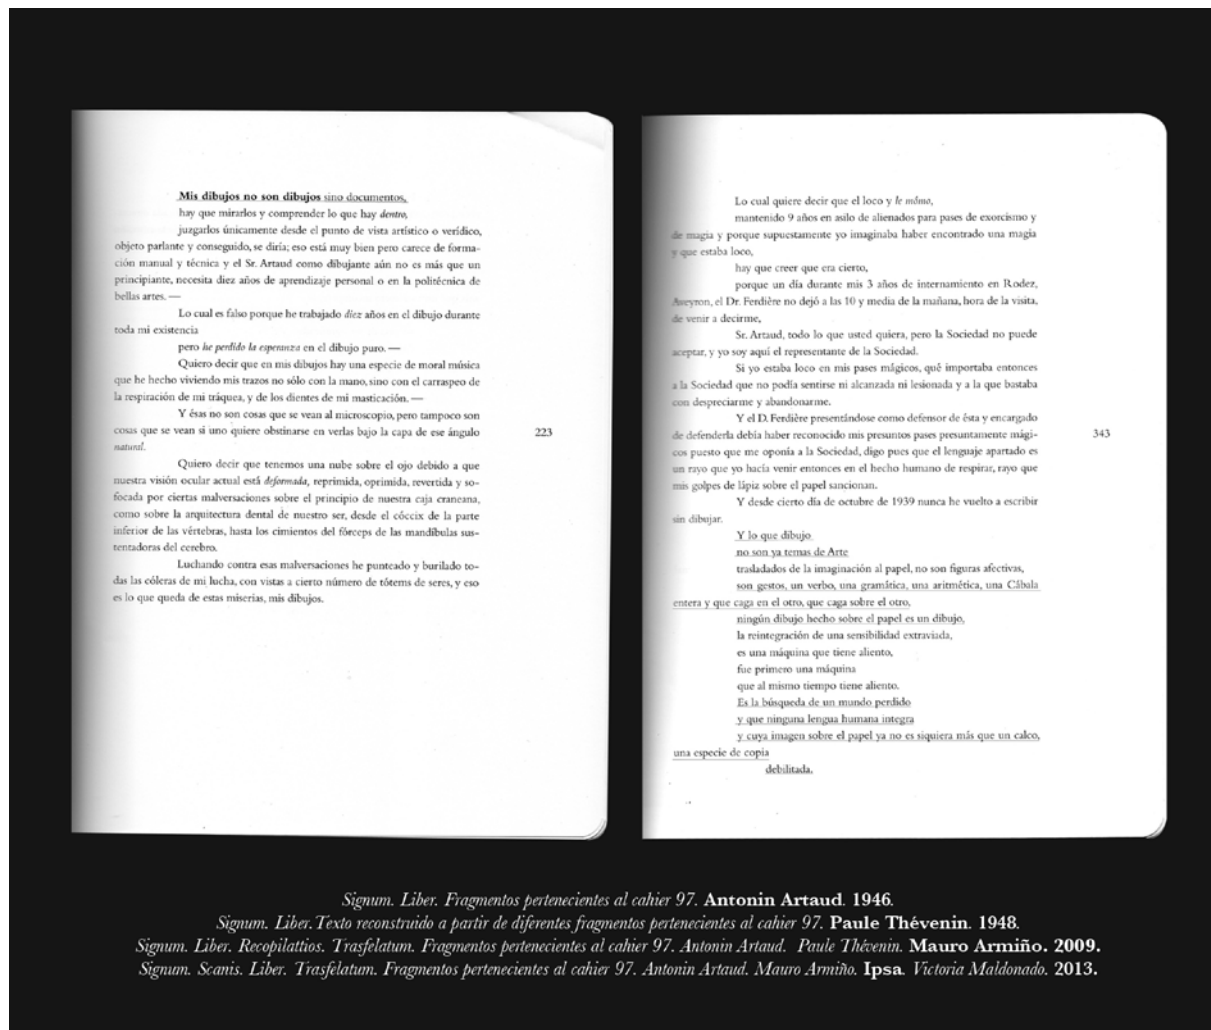 Mis dibujos no son dibujos sino documentos,
hay que mirarlos y comprender lo que hay dentro,
juzgarlos únicamente desde el punto de vista artístico o verídico,
objeto parlante y conseguido, se diría; eso está muy bien pero carece de forma-
ción manual y técnica y el Sr. Artaud como dibujante aún no es más que un
principiante, necesita diez años de aprendizaje personal o en la politécnica de
bellas artes. —
Lo cual es falso porque he trabajado diez años en el dibujo durante
toda mi existencia
pero he perdido la esperanza en el dibujo puro. —
Quiero decir que en mis dibujos hay una especie de moral música
que he hecho viviendo mis trazos no sólo con la mano, sino con el carraspeo de
la respiración de mi tráquea, y de los dientes de mi masticación. —
Y ésas no son cosas que se vean al microscopio, pero tampoco son
cosas que se vean si uno quiere obstinarse en verlas bajo la capa de ese ángulo
natural.
Quiero decir que tenemos una nube sobre el ojo debido a que
nuestra visión ocular actual está deformada, reprimida, oprimida, revertida y so-
focada por ciertas malversaciones sobre el principio de nuestra caja craneana,
como sobre la arquitectura dental de nuestro ser, desde el cóccix de la parte
inferior de las vértebras, hasta los cimientos del fórceps de las mandíbulas sus-
tentadoras del cerebro.
Luchando contra esas malversaciones he punteado y burilado to-
das las cóleras de mi lucha, con vistas a cierto número de tótems de seres, y eso
es lo que queda de estas miserias, mis dibujos.
223
Lo cual quiere decir que el loco y le mômo,
mantenido 9 años en asilo de alienados para pases de exorcismo y
de magia y porque supuestamente yo imaginaba haber encontrado una magia
y que estaba loco,
hay que creer que era cierto,
porque un día durante mis 3 años de internamiento en Rodez,
Aveyron, el Dr. Ferdière no dejó a las 10 y media de la mañana, hora de la visita,
de venir a decirme,
Sr. Artaud, todo lo que usted quiera, pero la Sociedad no puede
aceptar, y yo soy aquí el representante de la Sociedad.
Si yo estaba loco en mis pases mágicos, qué importaba entonces
a la Sociedad que no podía sentirse ni alcanzada ni lesionada y a la que bastaba
con despreciarme y abandonarme.
Y el D. Ferdière presentándose como defensor de ésta y encargado
de defenderla debía haber reconocido mis presuntos pases presuntamente mági-
cos puesto que me oponía a la Sociedad, digo pues que el lenguaje apartado es
un rayo que yo hacía venir entonces en el hecho humano de respirar, rayo que
mis golpes de lápiz sobre el papel sancionan.
Y desde cierto día de octubre de 1939 nunca he vuelto a escribir
sin dibujar.
Y lo que dibujo
no son ya temas de Arte
trasladados de la imaginación al papel, no son figuras afectivas,
son gestos, un verbo, una gramática, una aritmética, una Cábala
entera y que caga en el otro, que caga sobre el otro,
ningún dibujo hecho sobre el papel es un dibujo,
la reintegración de una sensibilidad extraviada,
es una máquina que tiene aliento,
fue primero una máquina
que al mismo tiempo tiene aliento.
Es la búsqueda de un mundo perdido
y que ninguna lengua humana integra
y cuya imagen sobre el papel ya no es siquiera más que un calco,
una especie de copia
debilitada.
343
Signum. Liber. Fragmentos pertenecientes al cahier 97. Antonin Artaud. 1946.
Signum. Liber. Texto reconstruido a partir de diferentes fragmentos pertenecientes al cahier 97. Paule Thévenin. 1948.
Signum. Liber. Recopilattios. Trasfelatum. Fragmentos pertenecientes al cahier 97. Antonin Artaud. Paule Thévenin. Mauro Armiño. 2009.
Signum. Scanis. Liber. Trasfelatum. Fragmentos pertenecientes al cahier 97. Antonin Artaud. Mauro Armiño. Ipsa. Victoria Maldonado. 2013.